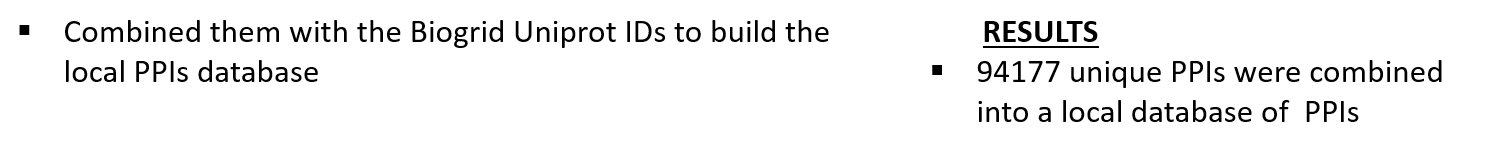 ▪ Combined them with the Biogrid Uniprot IDs to build the
local PPIs database
RESULTS
▪ 94177 unique PPIs were combined
into a local database of  PPIs